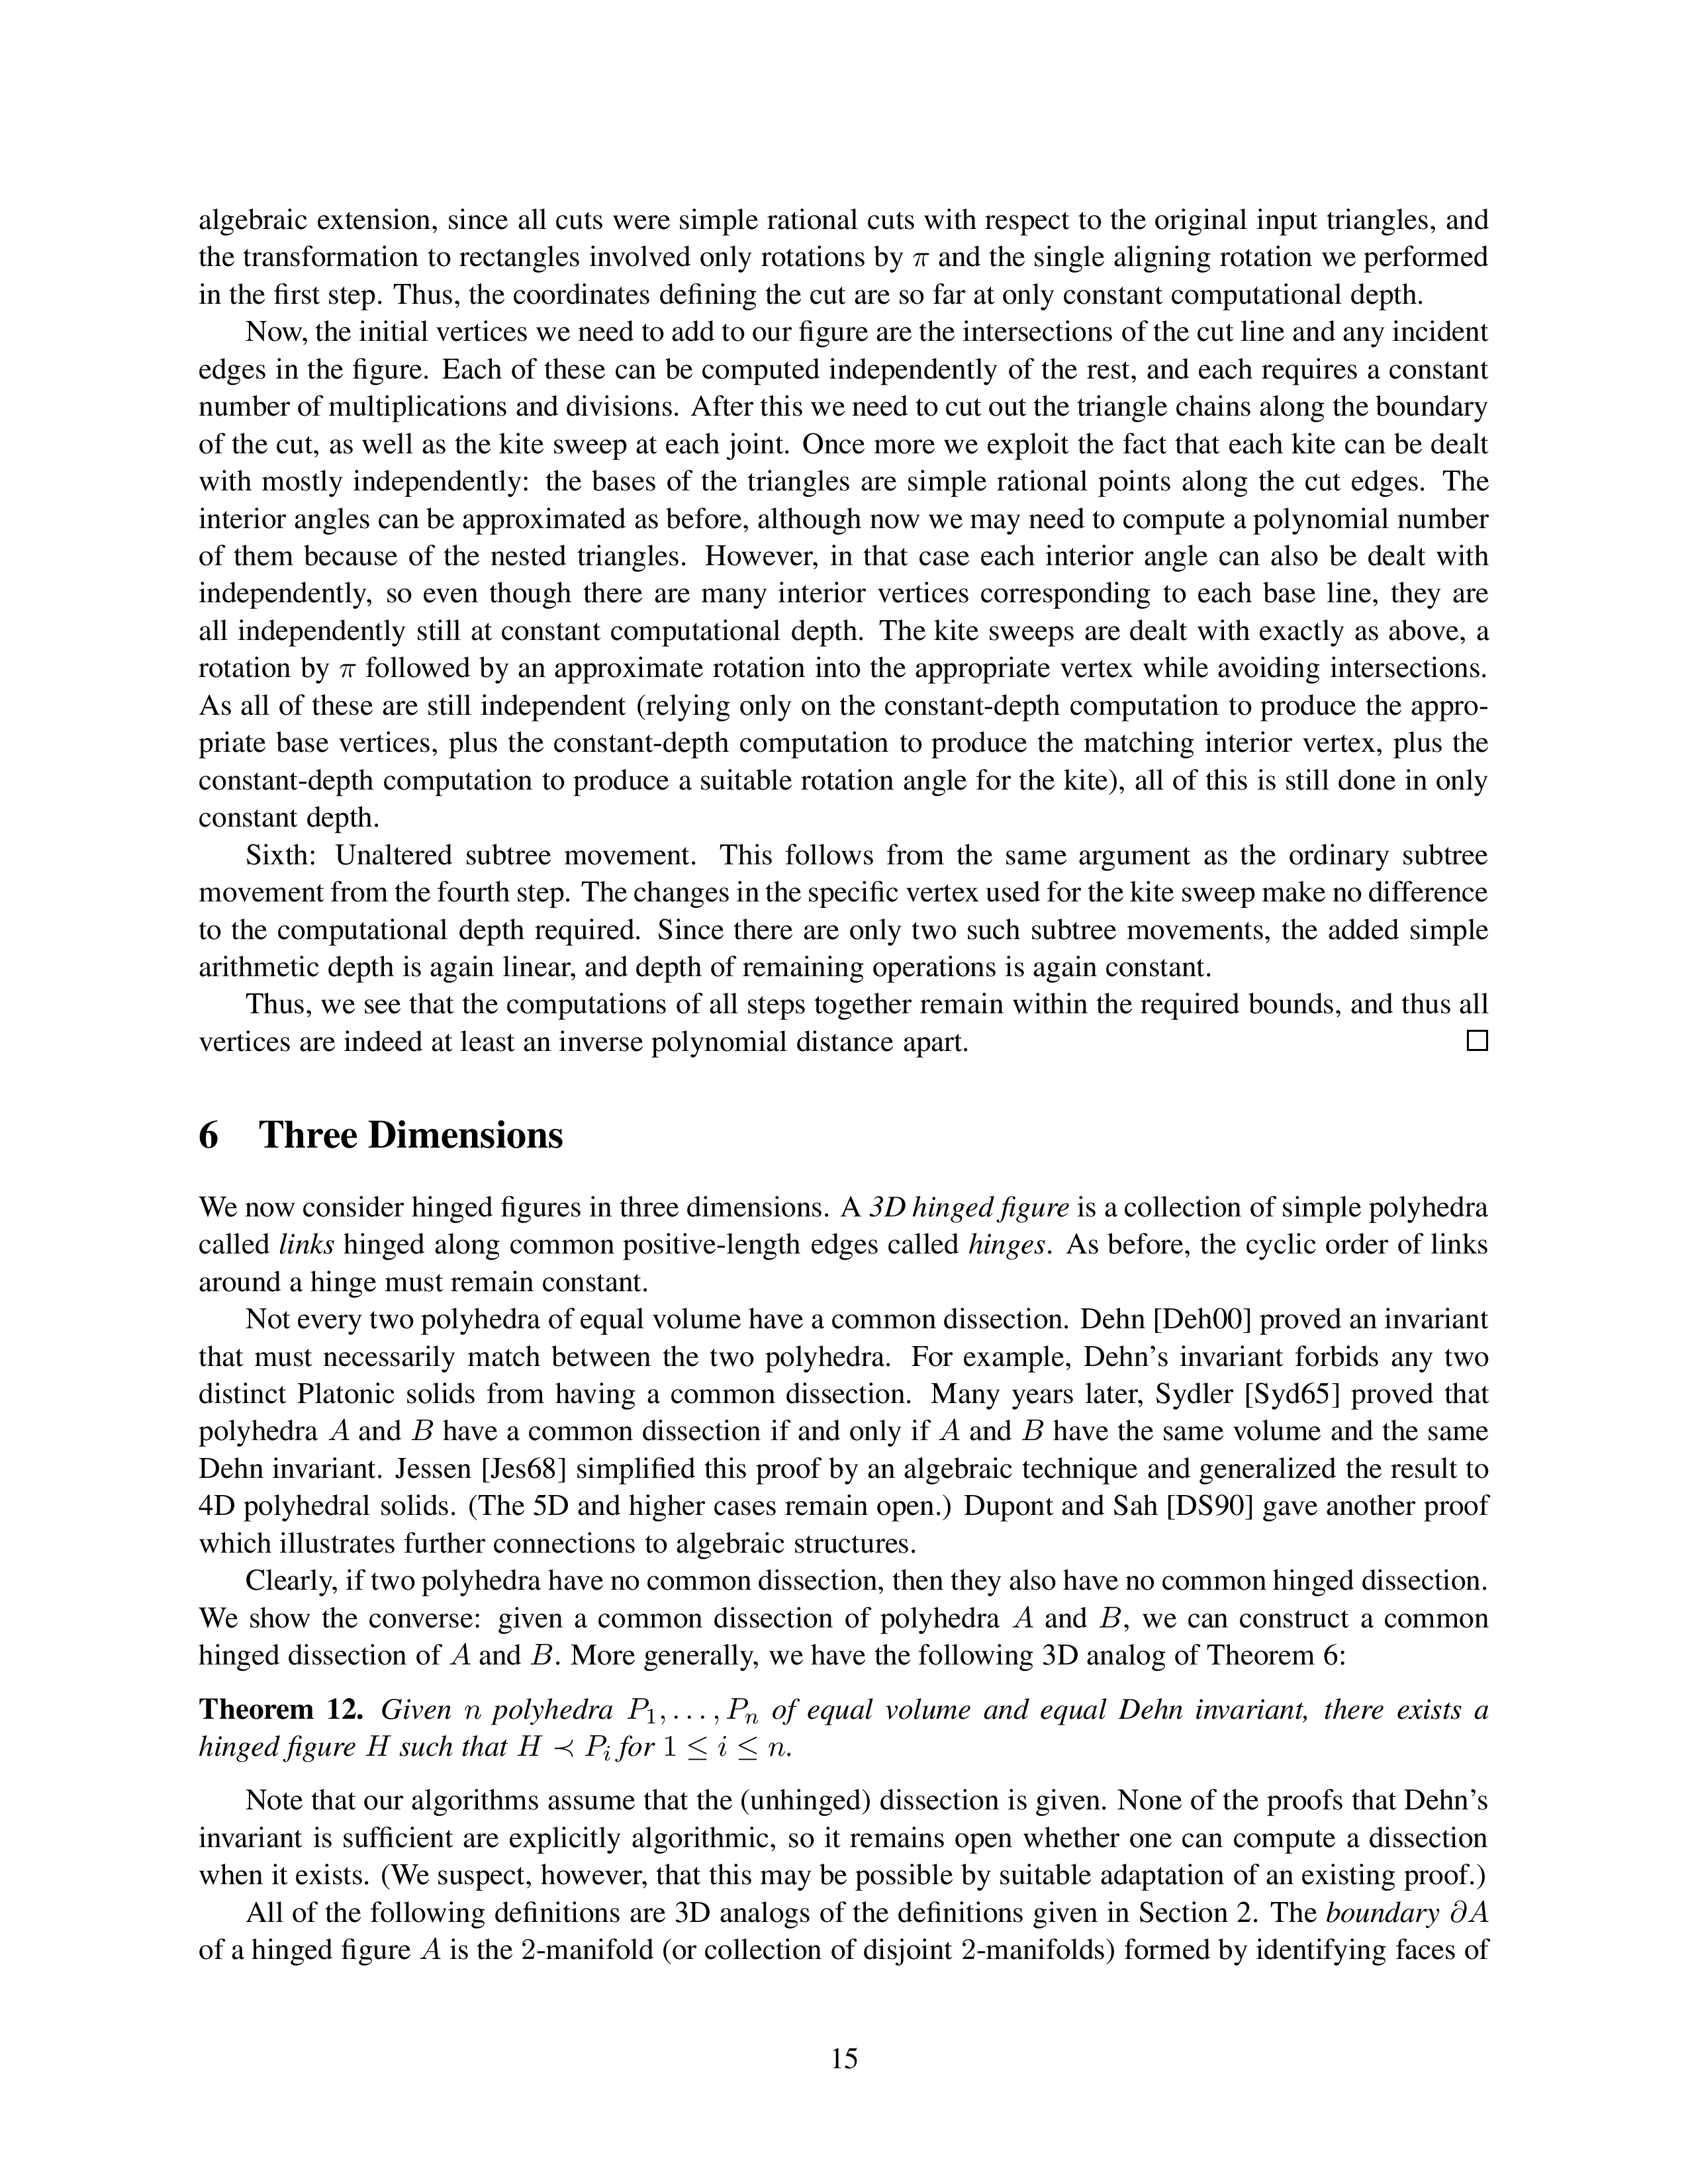 algebraic extension, since all cuts were simple rational cuts with respect to the original input triangles, and
the transformation to rectangles involved only rotations by π and the single aligning rotation we performed
in the first step. Thus, the coordinates defining the cut are so far at only constant computational depth.
Now, the initial vertices we need to add to our figure are the intersections of the cut line and any incident
edges in the figure. Each of these can be computed independently of the rest, and each requires a constant
number of multiplications and divisions. After this we need to cut out the triangle chains along the boundary
of the cut, as well as the kite sweep at each joint. Once more we exploit the fact that each kite can be dealt
with mostly independently: the bases of the triangles are simple rational points along the cut edges. The
interior angles can be approximated as before, although now we may need to compute a polynomial number
of them because of the nested triangles. However, in that case each interior angle can also be dealt with
independently, so even though there are many interior vertices corresponding to each base line, they are
all independently still at constant computational depth. The kite sweeps are dealt with exactly as above, a
rotation by π followed by an approximate rotation into the appropriate vertex while avoiding intersections.
As all of these are still independent (relying only on the constant-depth computation to produce the appro-
priate base vertices, plus the constant-depth computation to produce the matching interior vertex, plus the
constant-depth computation to produce a suitable rotation angle for the kite), all of this is still done in only
constant depth.
Sixth: Unaltered subtree movement. This follows from the same argument as the ordinary subtree
movement from the fourth step. The changes in the specific vertex used for the kite sweep make no difference
to the computational depth required. Since there are only two such subtree movements, the added simple
arithmetic depth is again linear, and depth of remaining operations is again constant.
Thus, we see that the computations of all steps together remain within the required bounds, and thus all
vertices are indeed at least an inverse polynomial distance apart. □
6 Three Dimensions
We now consider hinged figures in three dimensions. A 3D hinged figure is a collection of simple polyhedra
called links hinged along common positive-length edges called hinges. As before, the cyclic order of links
around a hinge must remain constant.
Not every two polyhedra of equal volume have a common dissection. Dehn [Deh00] proved an invariant
that must necessarily match between the two polyhedra. For example, Dehn's invariant forbids any two
distinct Platonic solids from having a common dissection. Many years later, Sydler [Syd65] proved that
polyhedra A and B have a common dissection if and only if A and B have the same volume and the same
Dehn invariant. Jessen [Jes68] simplified this proof by an algebraic technique and generalized the result to
4D polyhedral solids. (The 5D and higher cases remain open.) Dupont and Sah [DS90] gave another proof
which illustrates further connections to algebraic structures.
Clearly, if two polyhedra have no common dissection, then they also have no common hinged dissection.
We show the converse: given a common dissection of polyhedra A and B, we can construct a common
hinged dissection of A and B. More generally, we have the following 3D analog of Theorem 6:
Theorem 12. Given n polyhedra P₁, . . . , Pₙ of equal volume and equal Dehn invariant, there exists a
hinged figure H such that H ≺ Pᵢ for 1 ≤ i ≤ n.
Note that our algorithms assume that the (unhinged) dissection is given. None of the proofs that Dehn's
invariant is sufficient are explicitly algorithmic, so it remains open whether one can compute a dissection
when it exists. (We suspect, however, that this may be possible by suitable adaptation of an existing proof.)
All of the following definitions are 3D analogs of the definitions given in Section 2. The boundary ∂A
of a hinged figure A is the 2-manifold (or collection of disjoint 2-manifolds) formed by identifying faces of
15